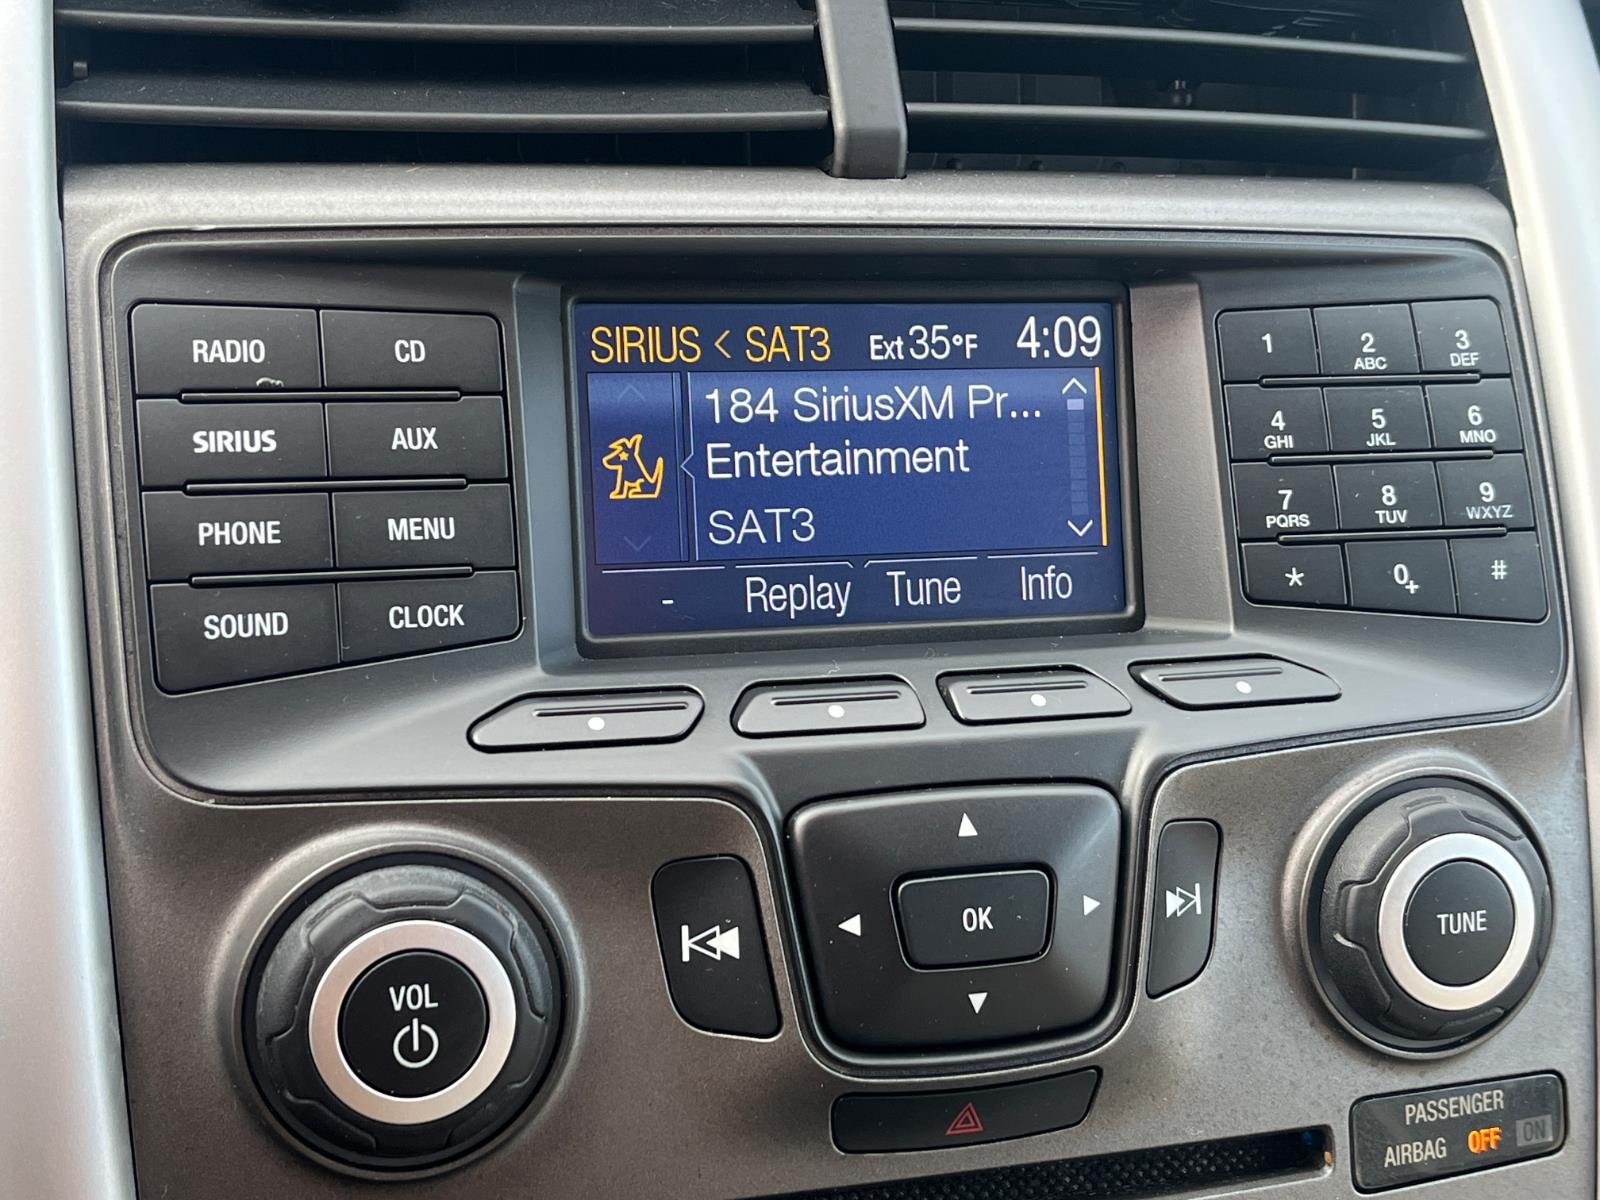 SIRIUS < SAT3 Ext 35°F 4:09
184 SiriusXM Pr...
Entertainment
SAT3
- Replay Tune Info
RADIO CD
SIRIUS AUX
PHONE MENU
SOUND CLOCK
1 2 ABC 3 DEF
4 GHI 5 JKL 6 MNO
7 PQRS 8 TUV 9 WXYZ
* 0+ #
VOL
OK
TUNE
PASSENGER
AIRBAG OFF ON